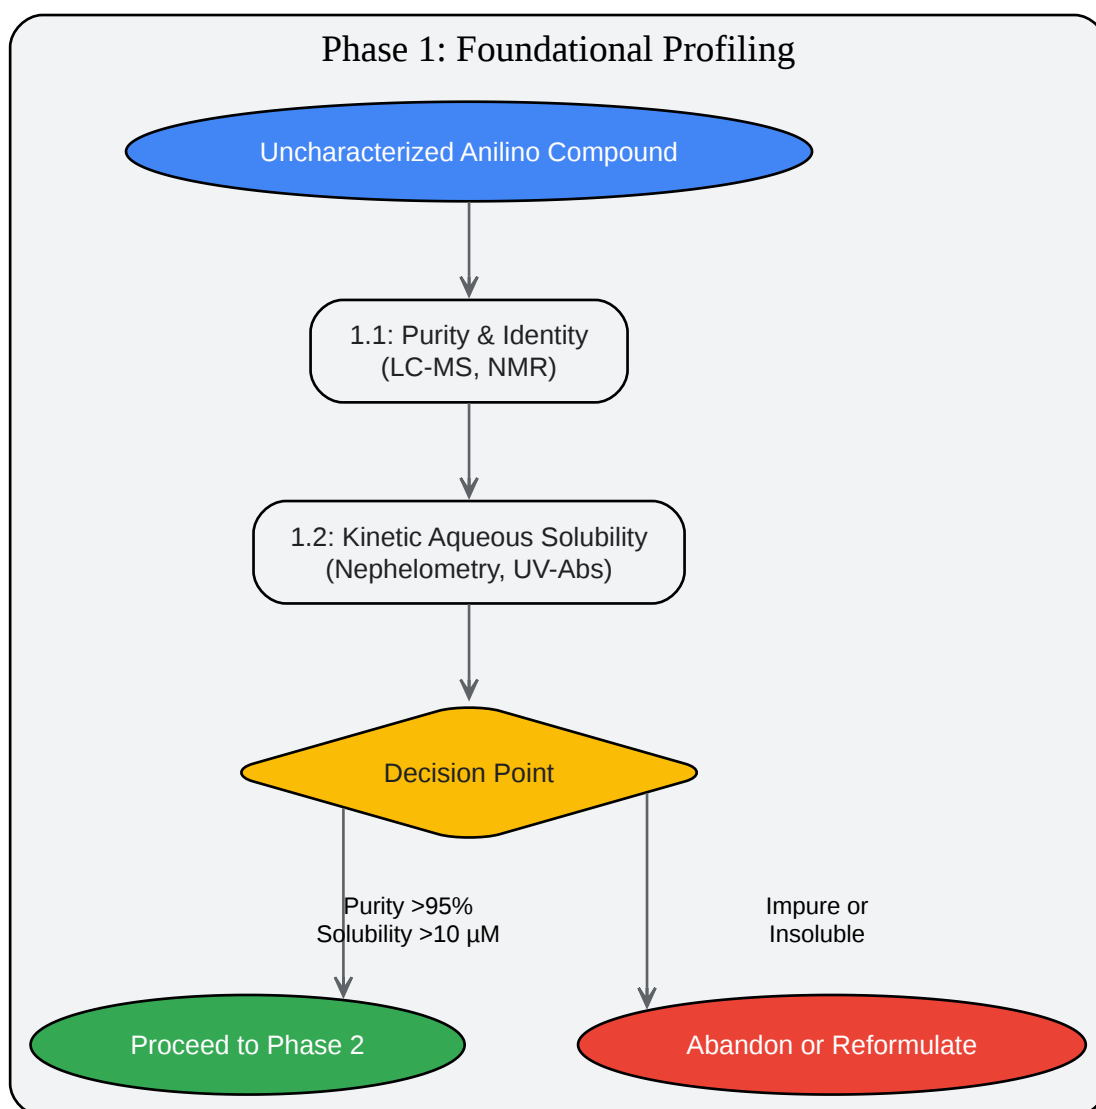 Phase 1: Foundational Profiling
Uncharacterized Anilino Compound
1.1: Purity & Identity
(LC-MS, NMR)
1.2: Kinetic Aqueous Solubility
(Nephelometry, UV-Abs)
Decision Point
Purity >95%
Solubility >10 µM
Impure or
Insoluble
Proceed to Phase 2
Abandon or Reformulate